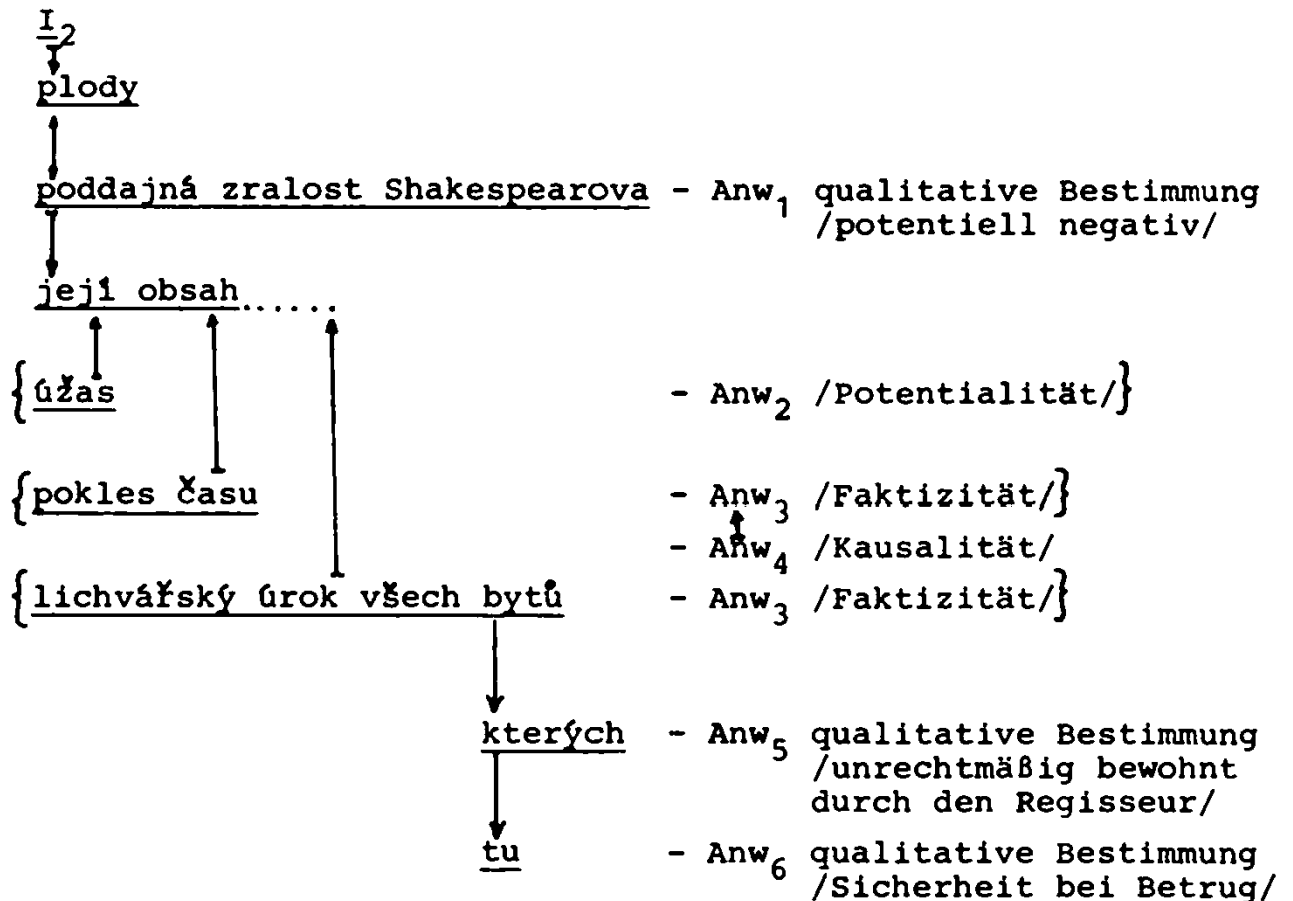 I2
plody
poddajná zralost Shakespearova - Anw1 qualitative Bestimmung
/potentiell negativ/
její obsah......
{úžas - Anw2 /Potentialität/}
{pokles času - Anw3 /Faktizität/}
- Anw4 /Kausalität/
{lichvářský úrok všech bytů - Anw3 /Faktizität/}
kterých - Anw5 qualitative Bestimmung
/unrechtmäßig bewohnt
durch den Regisseur/
tu - Anw6 qualitative Bestimmung
/Sicherheit bei Betrug/